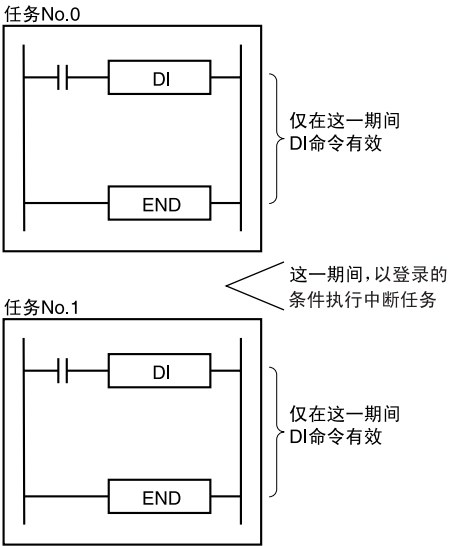 任务No.0
DI
仅在这一期间
DI命令有效
END
这一期间，以登录的
条件执行中断任务
任务No.1
DI
仅在这一期间
DI命令有效
END